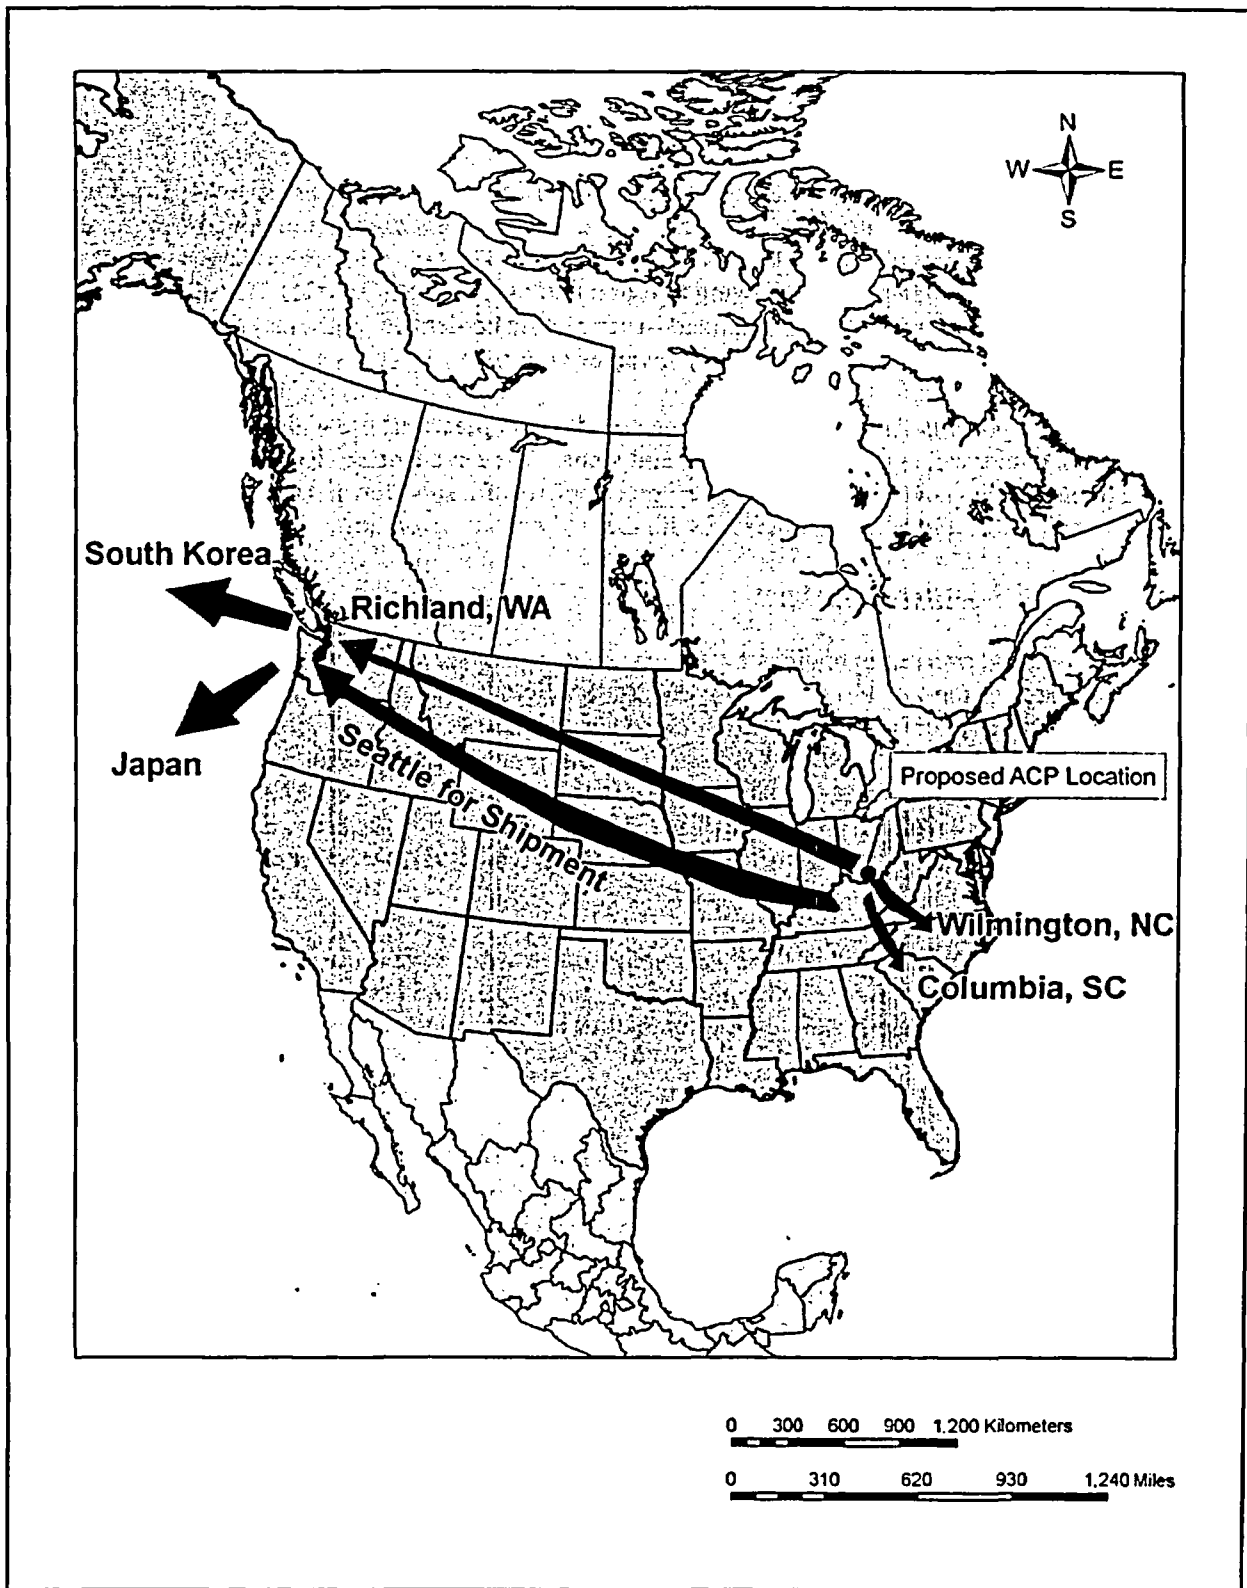 N
W E
S
South Korea
Richland, WA
Japan
Seattle for Shipment
Proposed ACP Location
Wilmington, NC
Columbia, SC
0 300 600 900 1.200 Kilometers
0 310 620 930 1,240 Miles